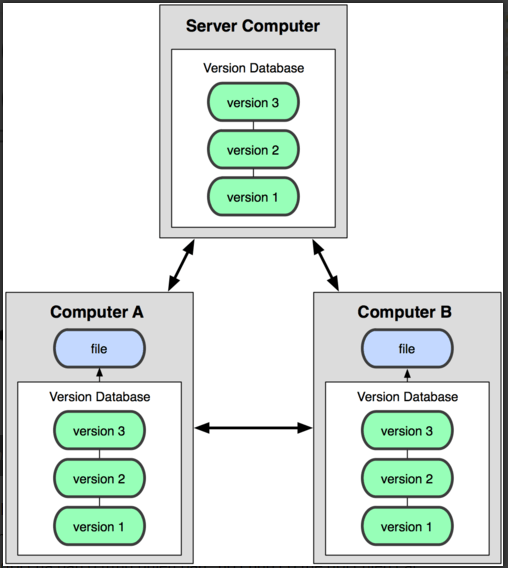 Server Computer
Version Database
version 3
version 2
version 1
Computer A
file
Version Database
version 3
version 2
version 1
Computer B
file
Version Database
version 3
version 2
version 1